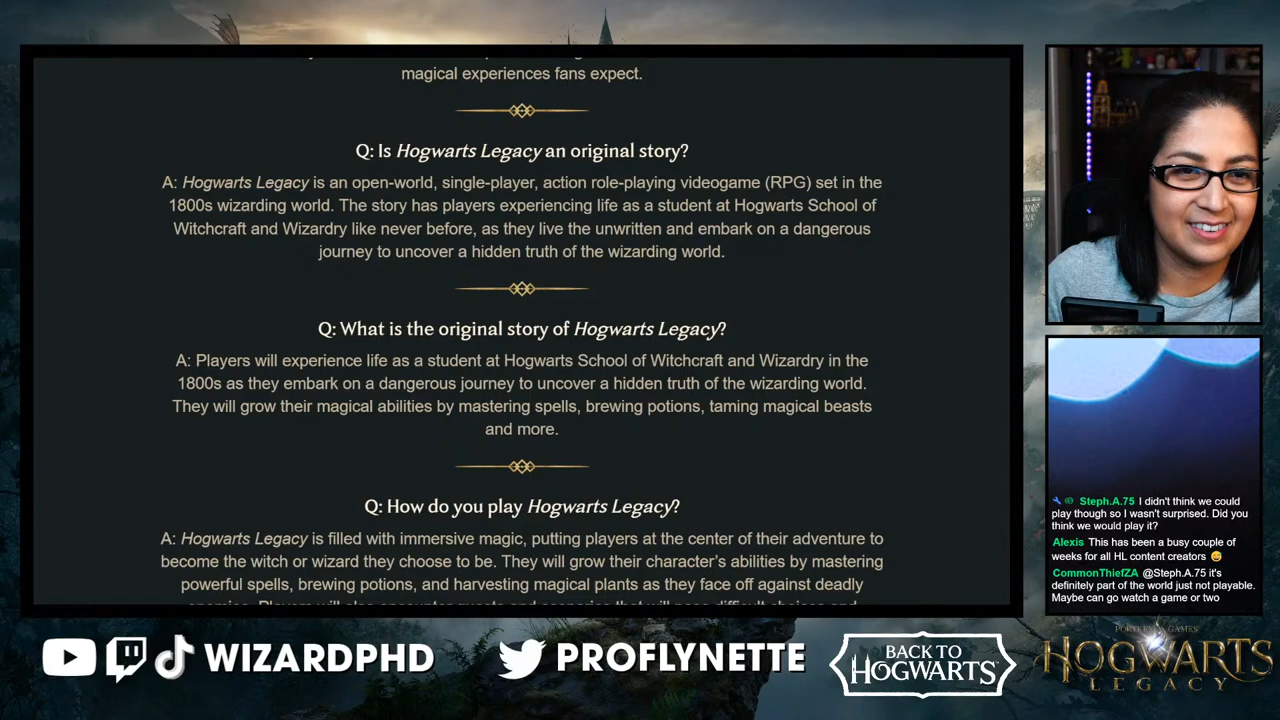 magical experiences fans expect.
Q: Is Hogwarts Legacy an original story?
A: Hogwarts Legacy is an open-world, single-player, action role-playing videogame (RPG) set in the
1800s wizarding world. The story has players experiencing life as a student at Hogwarts School of
Witchcraft and Wizardry like never before, as they live the unwritten and embark on a dangerous
journey to uncover a hidden truth of the wizarding world.
Q: What is the original story of Hogwarts Legacy?
A: Players will experience life as a student at Hogwarts School of Witchcraft and Wizardry in the
1800s as they embark on a dangerous journey to uncover a hidden truth of the wizarding world.
They will grow their magical abilities by mastering spells, brewing potions, taming magical beasts
and more.
Q: How do you play Hogwarts Legacy?
A: Hogwarts Legacy is filled with immersive magic, putting players at the center of their adventure to
become the witch or wizard they choose to be. They will grow their character's abilities by mastering
powerful spells, brewing potions, and harvesting magical plants as they face off against deadly
Steph.A.75 I didn't think we could
play though so I wasn't surprised. Did you
think we would play it?
Alexis This has been a busy couple of
weeks for all HL content creators 😅
CommonThiefZA @Steph.A.75 it's
definitely part of the world just not playable.
Maybe can go watch a game or two
WIZARDPHD
PROFLYNETTE
BACK TO
HOGWARTS
PORTKEY GAMES
HOGWARTS
LEGACY